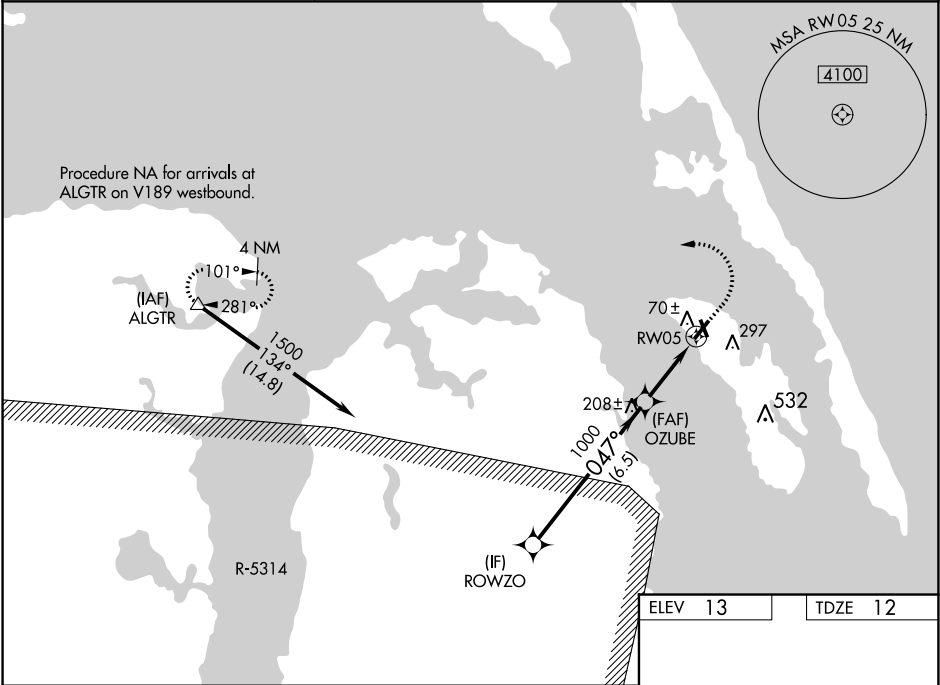 MSA RW05 25 NM
4100
Procedure NA for arrivals at
ALGTR on V189 westbound.
4 NM
101°
281°
(IAF)
ALGTR
1500
134°
(14.8)
70 ±
RW05
297
208±
(FAF)
OZUBE
532
1000
047°
(6.5)
(IF)
ROWZO
R-5314
ELEV 13
TDZE 12